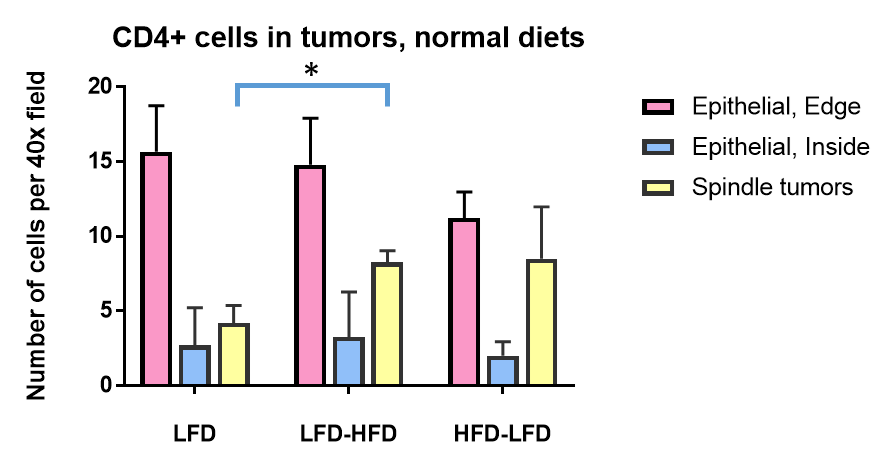 CD4+ cells in tumors, normal diets
*
Number of cells per 40x field
20
15
10
5
0
LFD
LFD-HFD
HFD-LFD
Epithelial, Edge
Epithelial, Inside
Spindle tumors